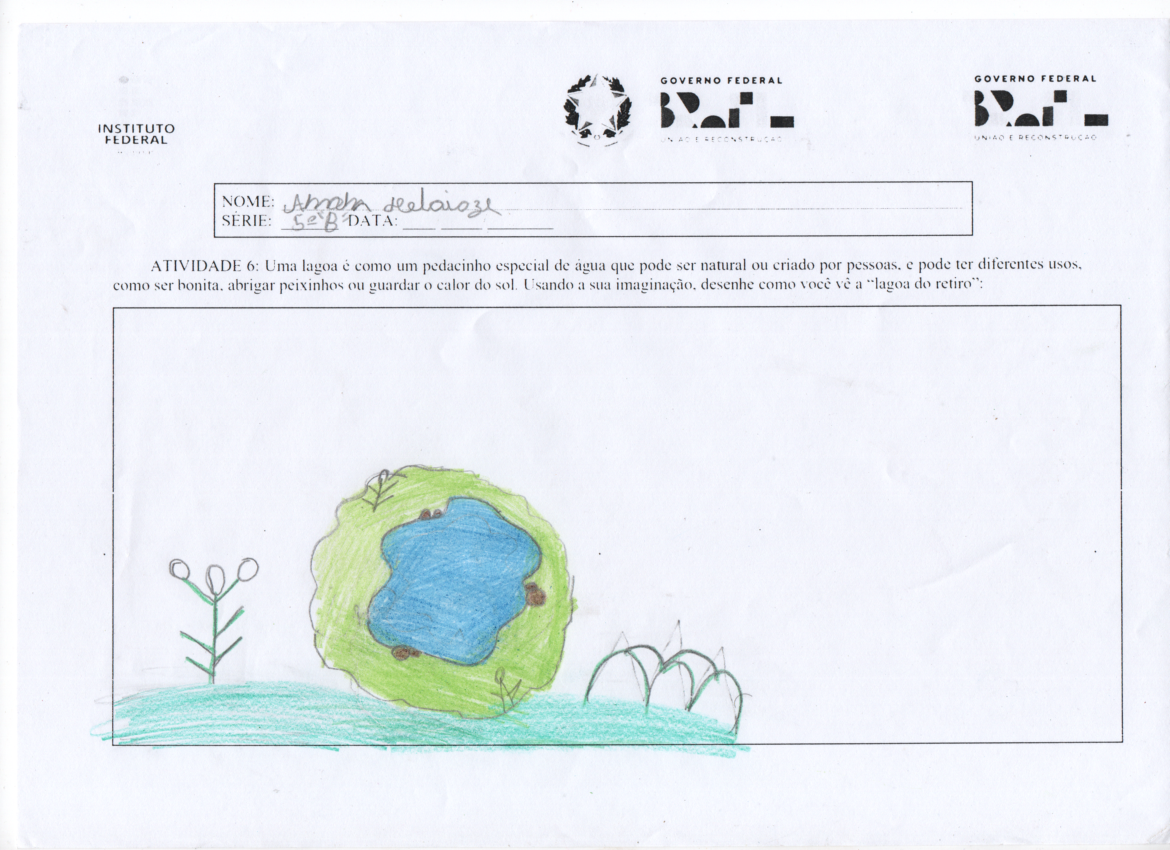 INSTITUTO
FEDERAL
GOVERNO FEDERAL
BRASIL
UNIÃO E RECONSTRUÇÃO
GOVERNO FEDERAL
BRASIL
UNIÃO E RECONSTRUÇÃO
NOME:
SÉRIE: 5º B DATA: ___ ___ ___
ATIVIDADE 6: Uma lagoa é como um pedacinho especial de água que pode ser natural ou criado por pessoas, e pode ter diferentes usos,
como ser bonita, abrigar peixinhos ou guardar o calor do sol. Usando a sua imaginação, desenhe como você vê a “lagoa do retiro”: